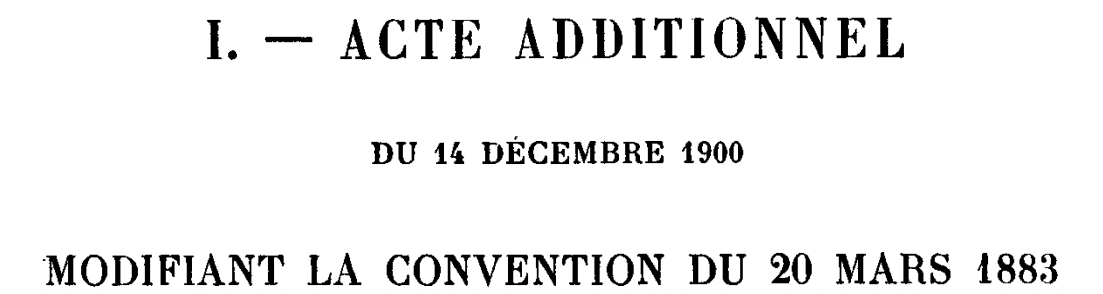 I. — ACTE ADDITIONNEL
DU 14 DÉCEMBRE 1900
MODIFIANT LA CONVENTION DU 20 MARS 1883